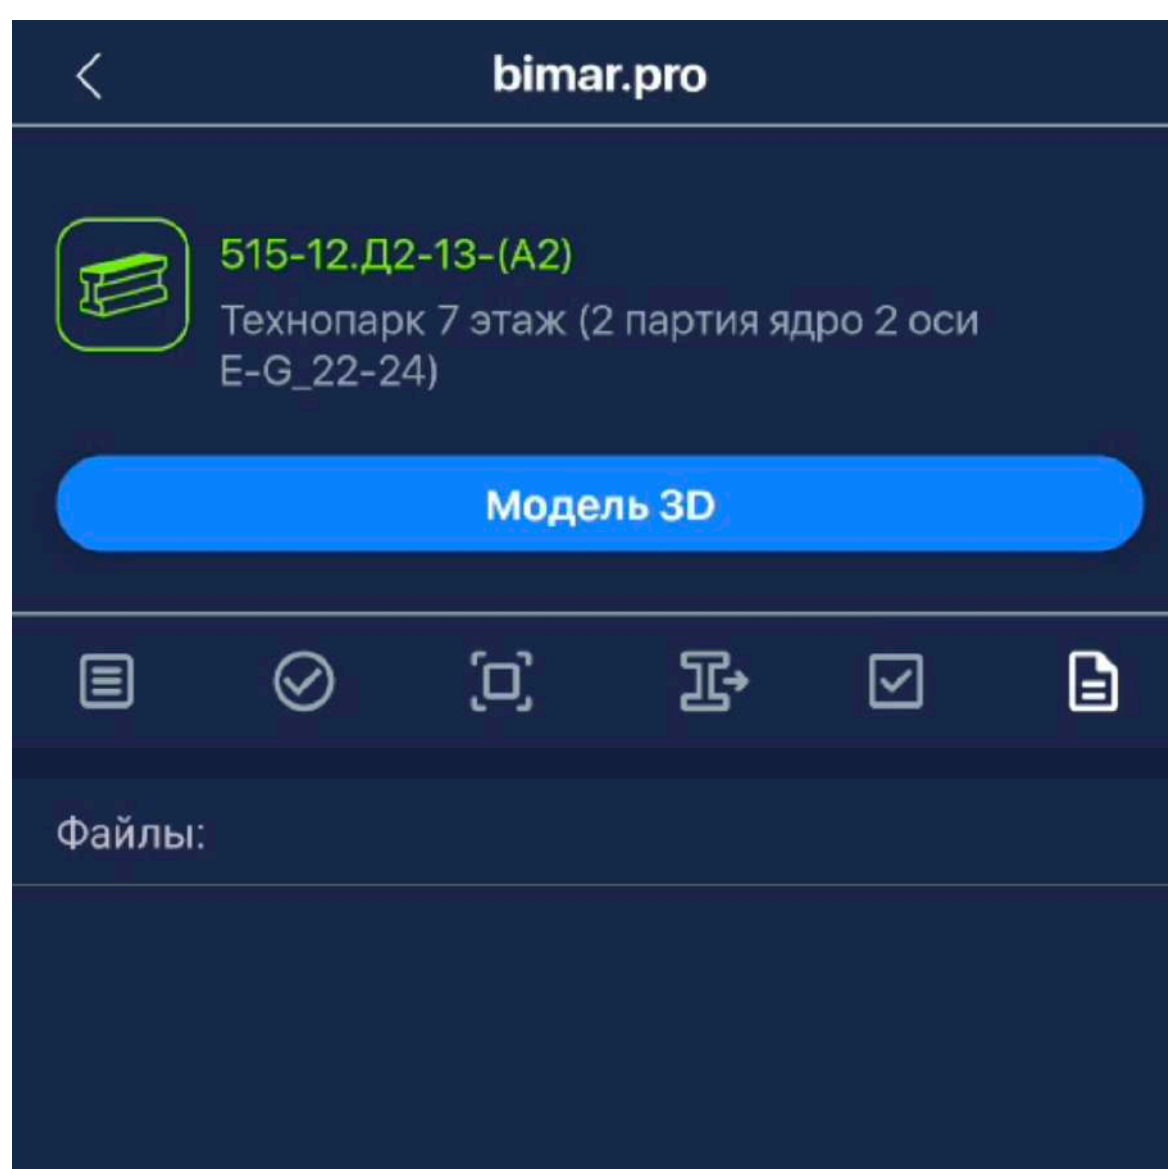 bimar.pro
515-12.Д2-13-(А2)
Технопарк 7 этаж (2 партия ядро 2 оси
E-G_22-24)
Модель 3D
Файлы: